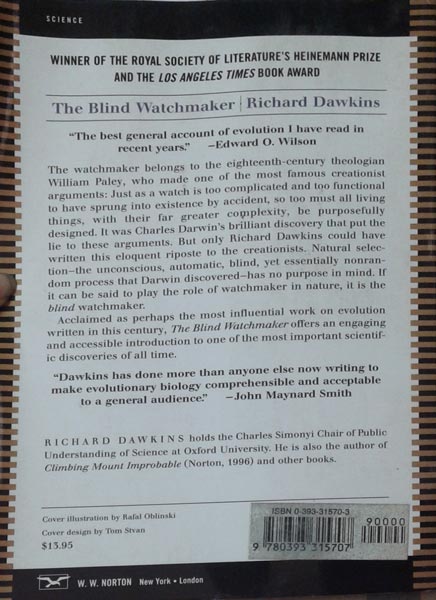 SCIENCE
WINNER OF THE ROYAL SOCIETY OF LITERATURE'S HEINEMANN PRIZE
AND THE LOS ANGELES TIMES BOOK AWARD
The Blind Watchmaker | Richard Dawkins
"The best general account of evolution I have read in
recent years." —Edward O. Wilson
The watchmaker belongs to the eighteenth-century theologian
William Paley, who made one of the most famous creationist
arguments: Just as a watch is too complicated and too functional
to have sprung into existence by accident, so too must all living
things, with their far greater complexity, be purposefully
designed. It was Charles Darwin's brilliant discovery that put the
lie to these arguments. But only Richard Dawkins could have
written this eloquent riposte to the creationists. Natural selec-
tion—the unconscious, automatic, blind, yet essentially nonran-
dom process that Darwin discovered—has no purpose in mind. If
it can be said to play the role of watchmaker in nature, it is the
blind watchmaker.
Acclaimed as perhaps the most influential work on evolution
written in this century, The Blind Watchmaker offers an engaging
and accessible introduction to one of the most important scientif-
ic discoveries of all time.
"Dawkins has done more than anyone else now writing to
make evolutionary biology comprehensible and acceptable
to a general audience." —John Maynard Smith
RICHARD DAWKINS holds the Charles Simonyi Chair of Public
Understanding of Science at Oxford University. He is also the author of
Climbing Mount Improbable (Norton, 1996) and other books.
Cover illustration by Rafal Oblinski
Cover design by Tom Sivan
$15.95
ISBN 0-393-31570-3
90000
9 780393 315707
W. W. NORTON New York • London